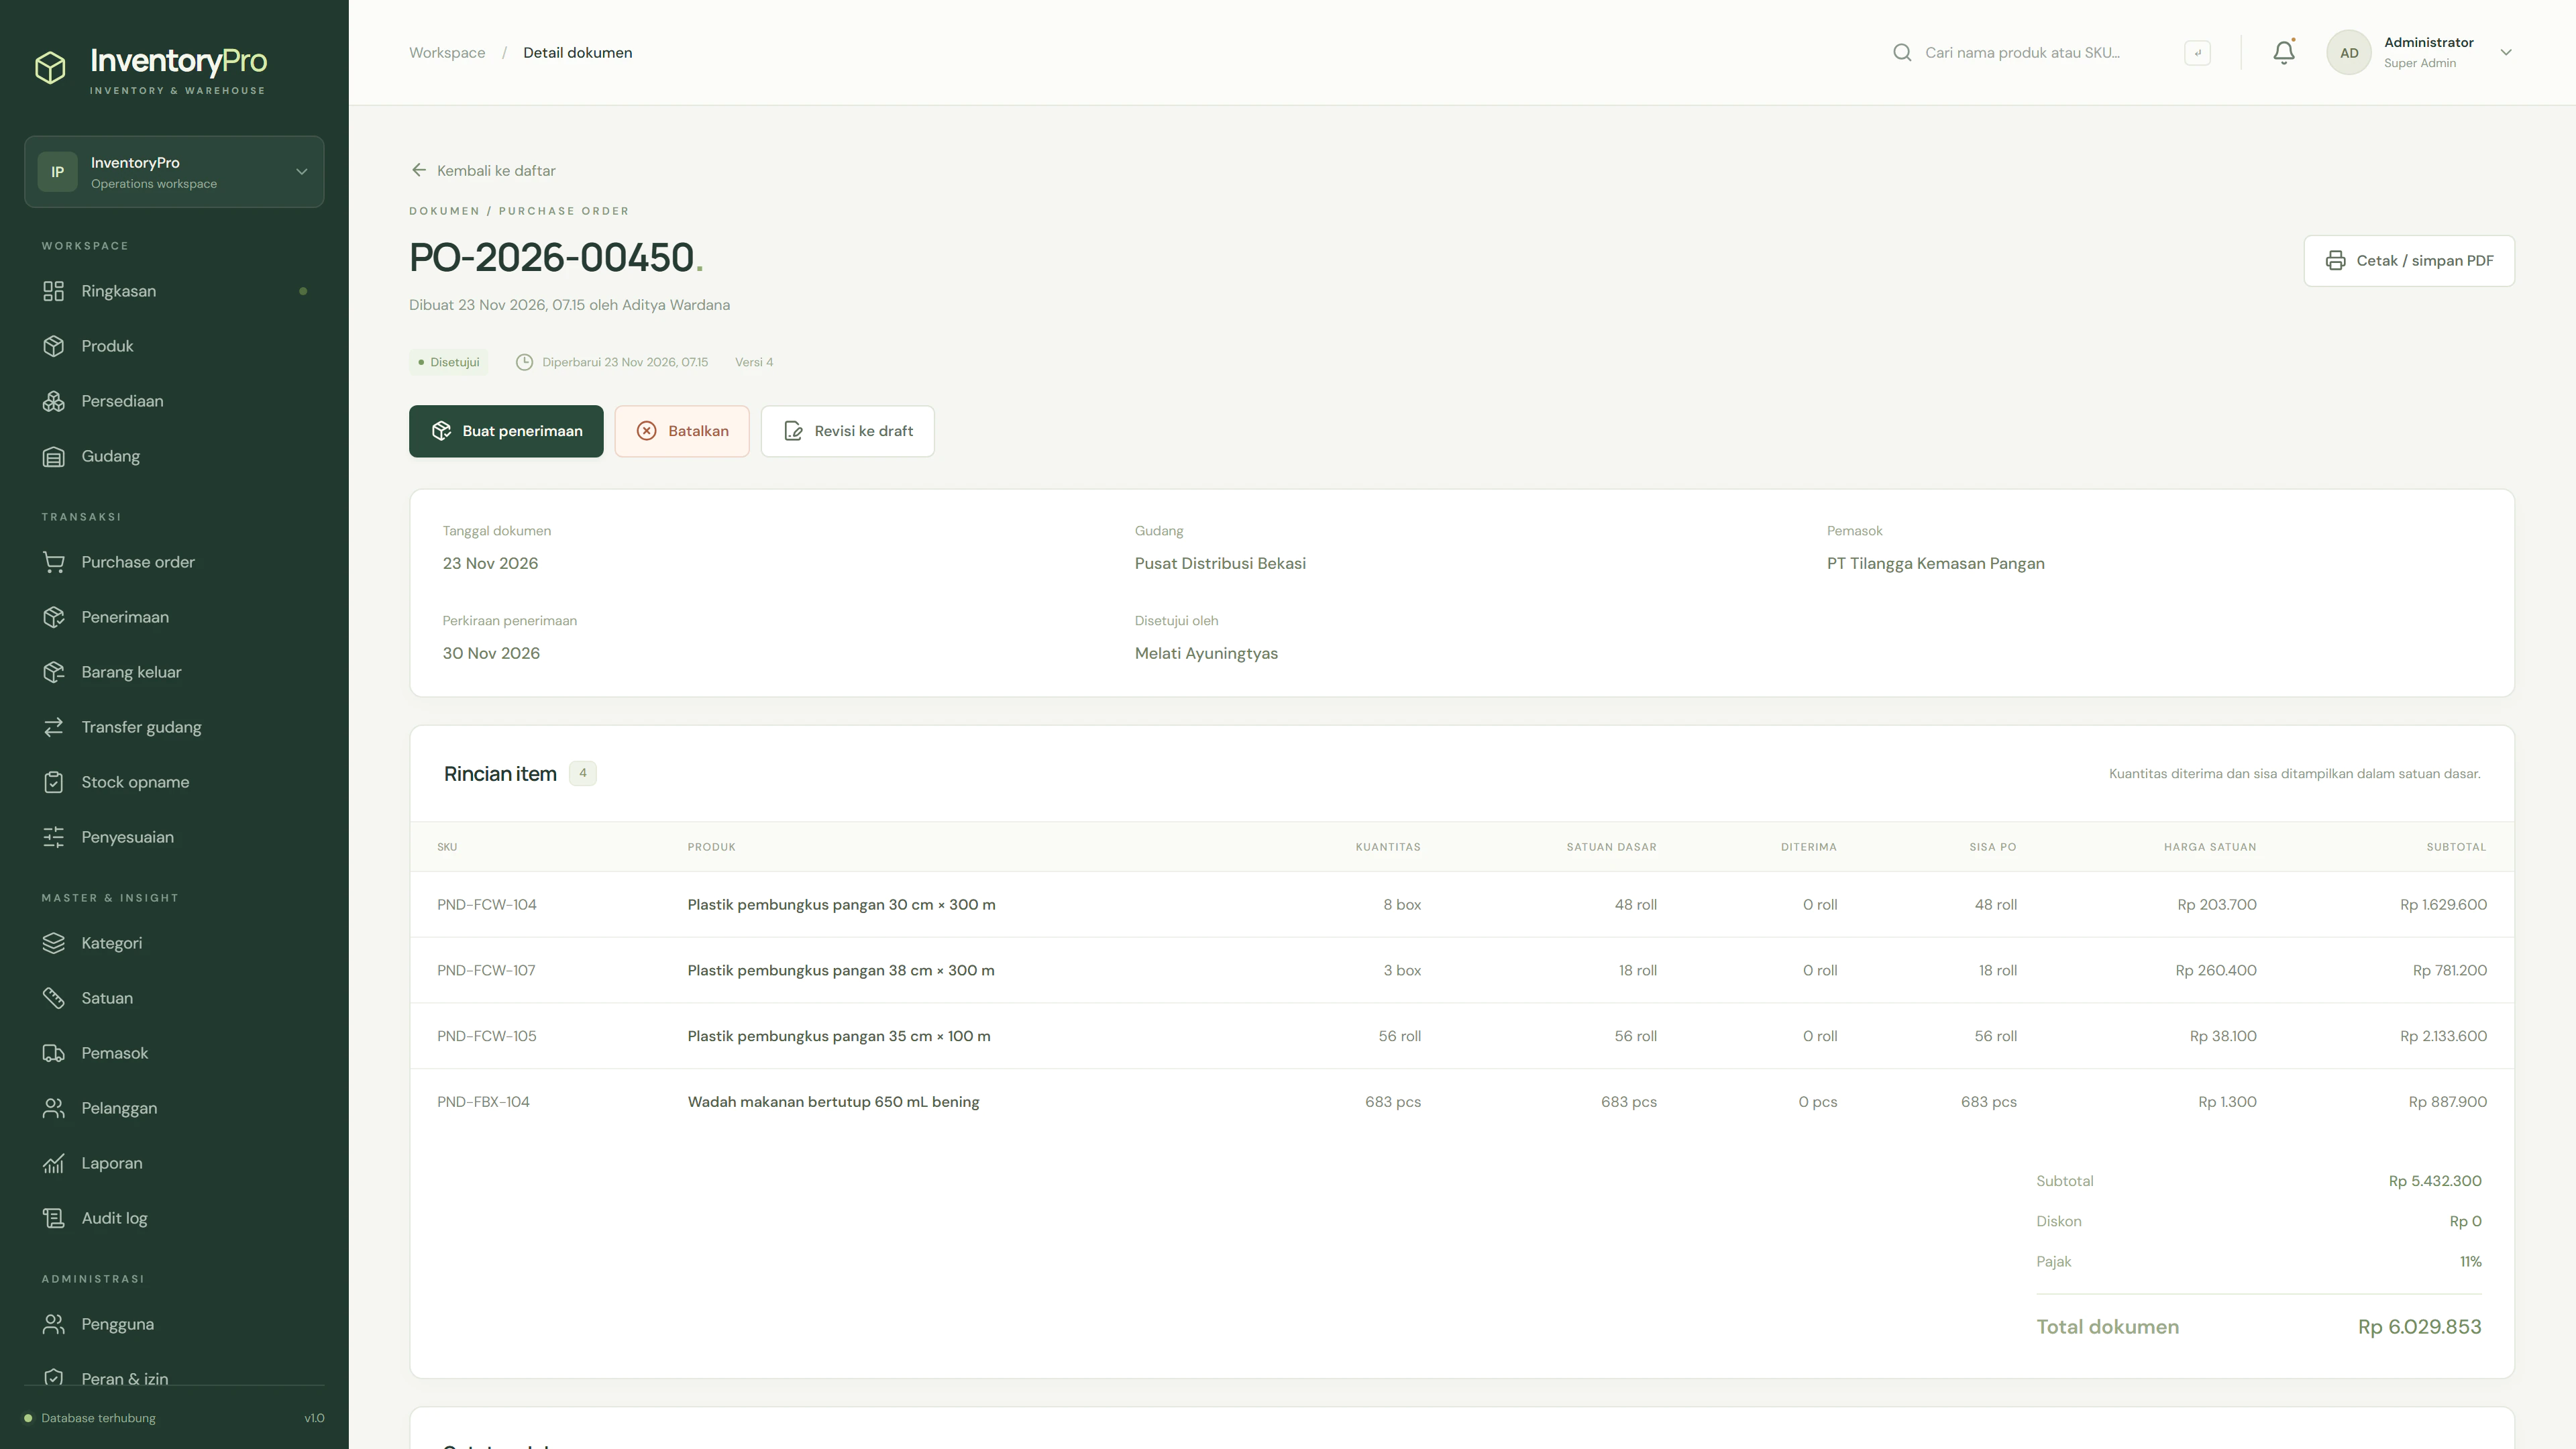 InventoryPro
INVENTORY & WAREHOUSE
IP
InventoryPro
Operations workspace
WORKSPACE
Ringkasan
Produk
Persediaan
Gudang
TRANSAKSI
Purchase order
Penerimaan
Barang keluar
Transfer gudang
Stock opname
Penyesuaian
MASTER & INSIGHT
Kategori
Satuan
Pemasok
Pelanggan
Laporan
Audit log
ADMINISTRASI
Pengguna
Peran & izin
Database terhubung v1.0
Workspace / Detail dokumen
Cari nama produk atau SKU...
AD
Administrator
Super Admin
Kembali ke daftar
DOKUMEN / PURCHASE ORDER
PO-2026-00450.
Dibuat 23 Nov 2026, 07.15 oleh Aditya Wardana
Cetak / simpan PDF
Disetujui Diperbarui 23 Nov 2026, 07.15 Versi 4
Buat penerimaan Batalkan Revisi ke draft
Tanggal dokumen Gudang Pemasok
23 Nov 2026 Pusat Distribusi Bekasi PT Tilangga Kemasan Pangan
Perkiraan penerimaan Disetujui oleh
30 Nov 2026 Melati Ayuningtyas
Rincian item 4 Kuantitas diterima dan sisa ditampilkan dalam satuan dasar.
SKU PRODUK KUANTITAS SATUAN DASAR DITERIMA SISA PO HARGA SATUAN SUBTOTAL
PND-FCW-104 Plastik pembungkus pangan 30 cm × 300 m 8 box 48 roll 0 roll 48 roll Rp 203.700 Rp 1.629.600
PND-FCW-107 Plastik pembungkus pangan 38 cm × 300 m 3 box 18 roll 0 roll 18 roll Rp 260.400 Rp 781.200
PND-FCW-105 Plastik pembungkus pangan 35 cm × 100 m 56 roll 56 roll 0 roll 56 roll Rp 38.100 Rp 2.133.600
PND-FBX-104 Wadah makanan bertutup 650 mL bening 683 pcs 683 pcs 0 pcs 683 pcs Rp 1.300 Rp 887.900
Subtotal Rp 5.432.300
Diskon Rp 0
Pajak 11%
Total dokumen Rp 6.029.853